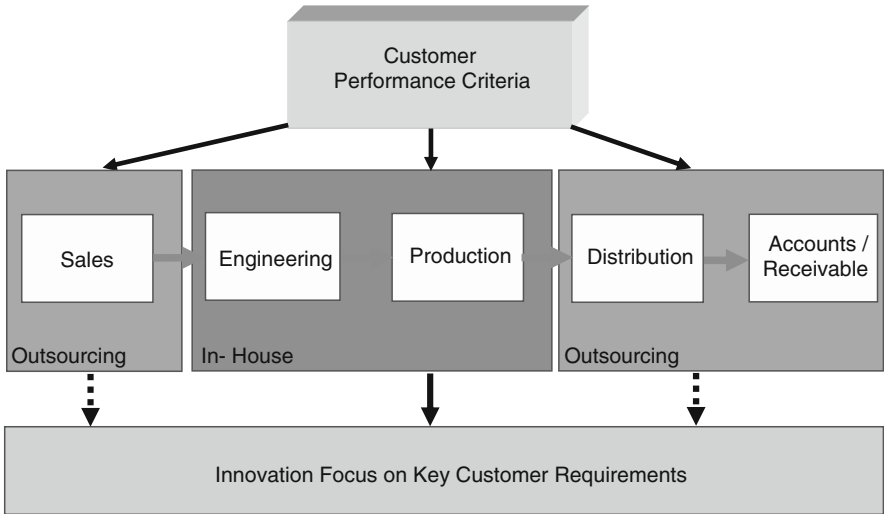 Customer
Performance Criteria
Sales
Engineering
Production
Distribution
Accounts /
Receivable
Outsourcing
In- House
Outsourcing
Innovation Focus on Key Customer Requirements